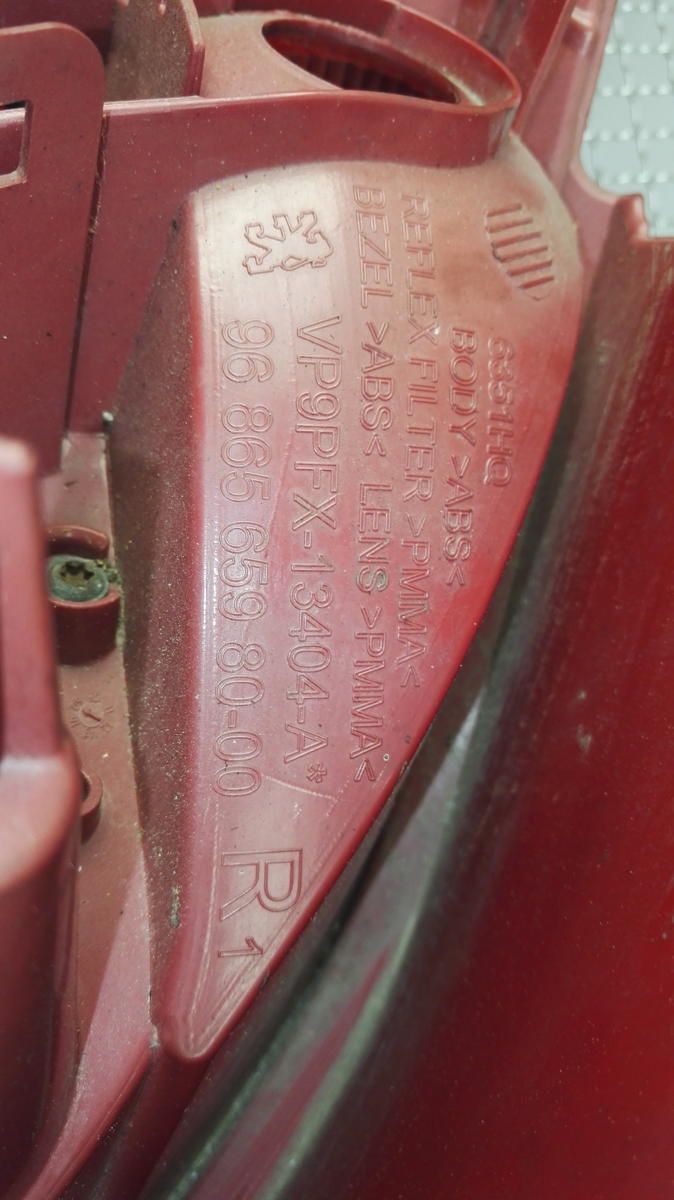 6351HQ
BODY >ABS<
REFLEX FILTER >PMMA<
BEZEL >ABS< LENS >PMMA<
VP9PFX-13404-A*
96 865 659 80-00
R 1